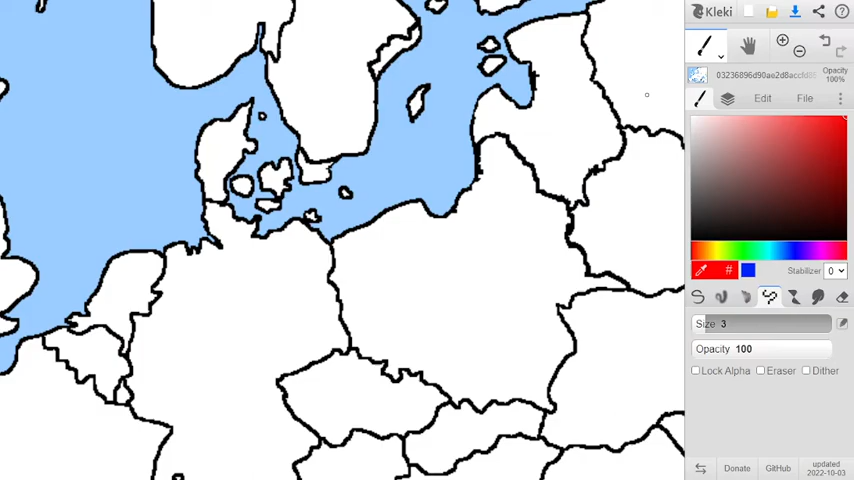 Kleki
Opacity
100%
Edit
File
Stabilizer
0
Size 3
Opacity 100
Lock Alpha
Eraser
Dither
Donate
GitHub
updated
2022-10-03